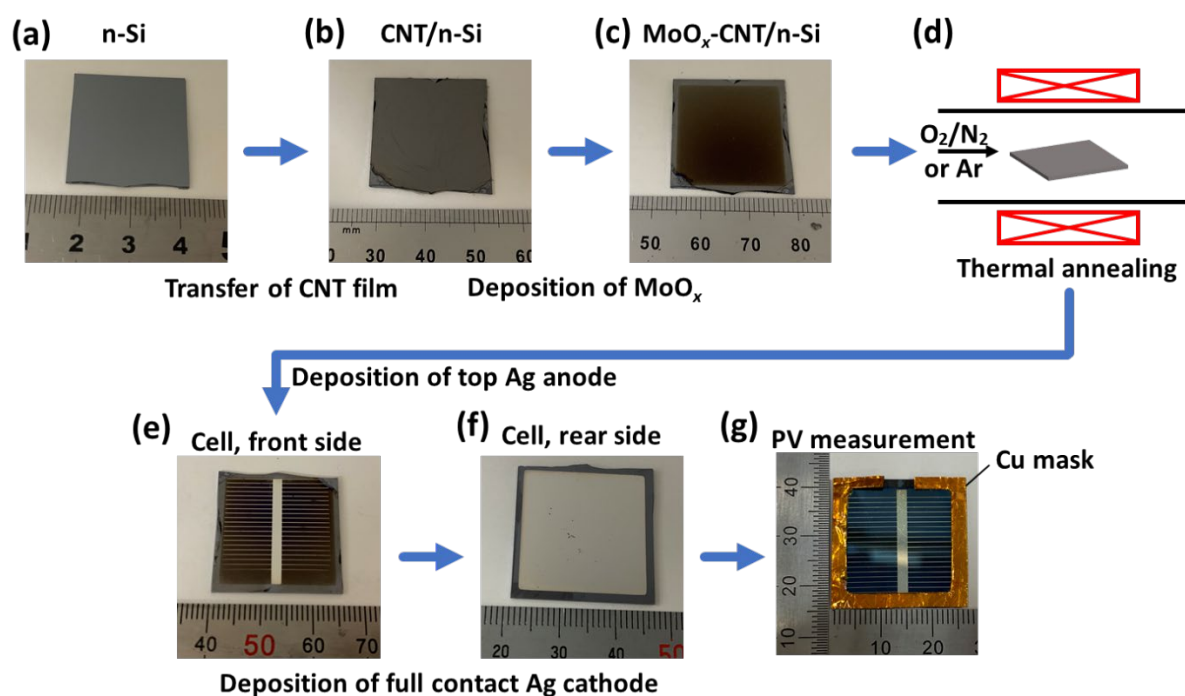 (a)
n-Si
(b)
CNT/n-Si
(c)
MoOₓ-CNT/n-Si
(d)
2 3 4
mm
30 40 50 60
50 60 70 80
O₂/N₂
or Ar
Transfer of CNT film
Deposition of MoOₓ
Thermal annealing
Deposition of top Ag anode
(e)
Cell, front side
(f)
Cell, rear side
(g)
PV measurement
Cu mask
40 50 60 70
20 30 40 50
40
30
20
10
10 20
Deposition of full contact Ag cathode